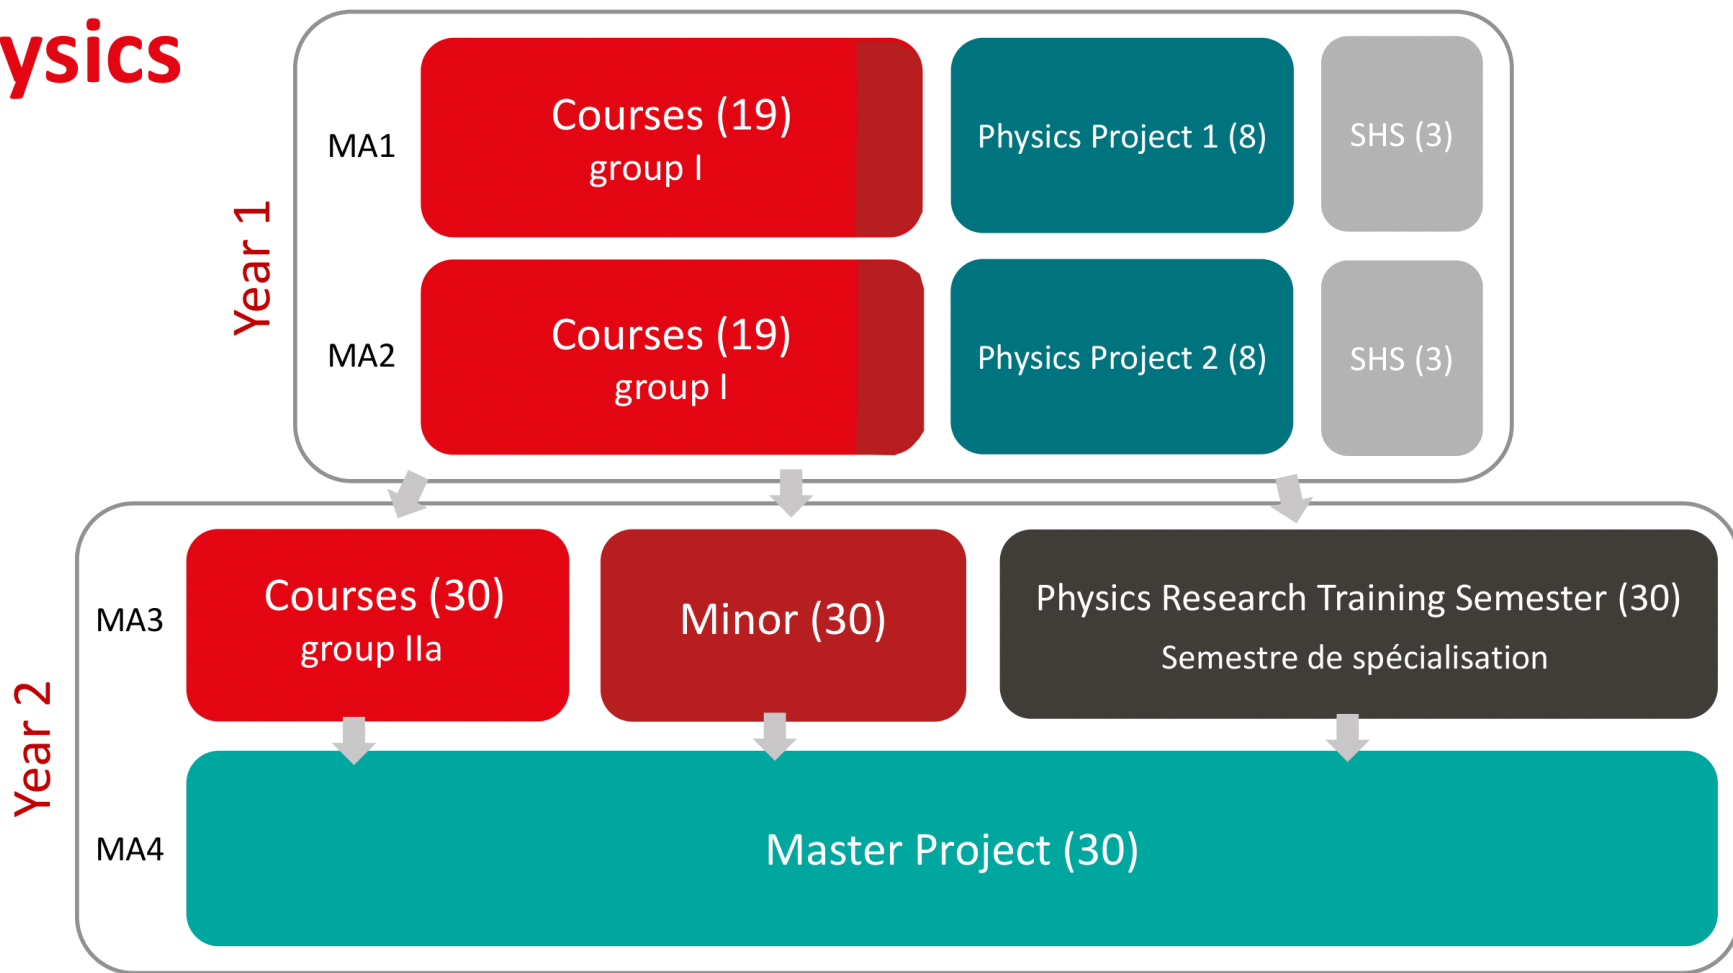 ysics
Year 1
MA1
Courses (19)
group I
Physics Project 1 (8)
SHS (3)
MA2
Courses (19)
group I
Physics Project 2 (8)
SHS (3)
Year 2
MA3
Courses (30)
group IIa
Minor (30)
Physics Research Training Semester (30)
Semestre de spécialisation
MA4
Master Project (30)